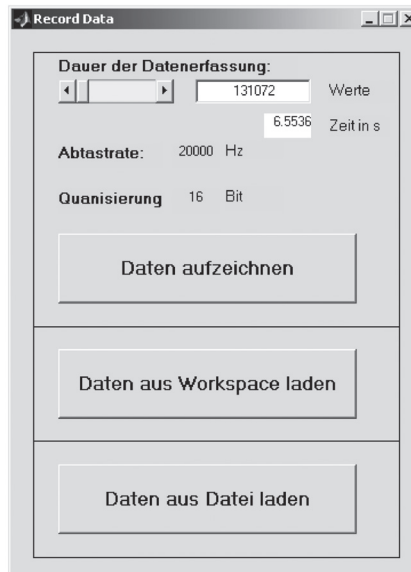 Record Data
Dauer der Datenerfassung:
131072 Werte
6.5536 Zeit in s
Abtastrate: 20000 Hz
Quanisierung 16 Bit
Daten aufzeichnen
Daten aus Workspace laden
Daten aus Datei laden